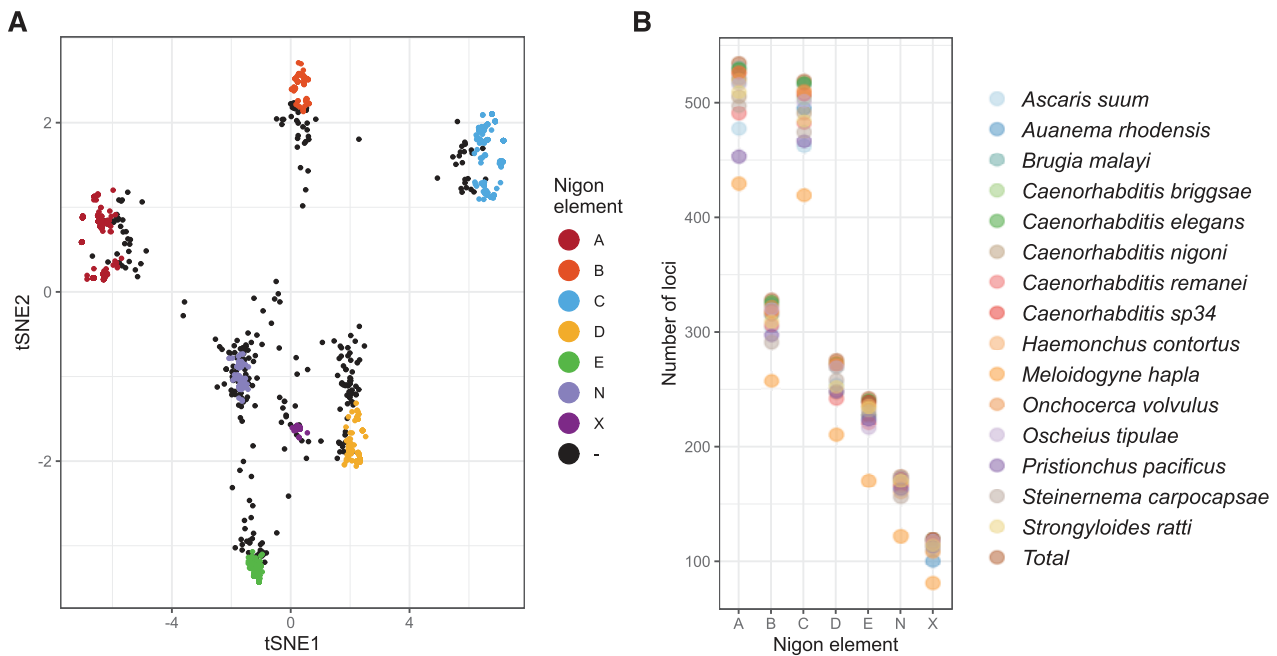 A
B
2
0
-2
tSNE2
-4
0
4
tSNE1
Nigon
element
A
B
C
D
E
N
X
-
500
400
300
200
100
Number of loci
A B C D E N X
Nigon element
Ascaris suum
Auanema rhodensis
Brugia malayi
Caenorhabditis briggsae
Caenorhabditis elegans
Caenorhabditis nigoni
Caenorhabditis remanei
Caenorhabditis sp34
Haemonchus contortus
Meloidogyne hapla
Onchocerca volvulus
Oscheius tipulae
Pristionchus pacificus
Steinernema carpocapsae
Strongyloides ratti
Total